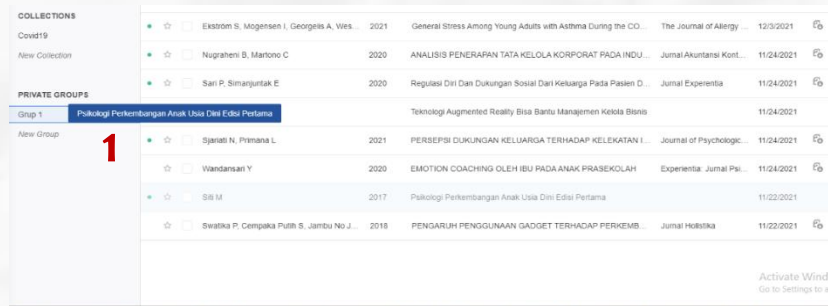 COLLECTIONS
Covid19
New Collection
PRIVATE GROUPS
Grup 1
Psikologi Perkembangan Anak Usia Dini Edisi Pertama
New Group
1
Ekström S, Mogensen I, Georgelis A, Wes... 2021 General Stress Among Young Adults with Asthma During the CO... The Journal of Allergy ... 12/3/2021
Nugraheni B, Martono C 2020 ANALISIS PENERAPAN TATA KELOLA KORPORAT PADA INDU... Jurnal Akuntansi Kont... 11/24/2021
Sari P, Simanjuntak E 2020 Regulasi Diri Dan Dukungan Sosial Dari Keluarga Pada Pasien D... Jurnal Experentia 11/24/2021
Teknologi Augmented Reality Bisa Bantu Manajemen Kelola Bisnis 11/24/2021
Sjariati N, Primana L 2021 PERSEPSI DUKUNGAN KELUARGA TERHADAP KELEKATAN I... Journal of Psychologic... 11/24/2021
Wandansari Y 2020 EMOTION COACHING OLEH IBU PADA ANAK PRASEKOLAH Experientia: Jurnal Psi... 11/24/2021
Siti M 2017 Psikologi Perkembangan Anak Usia Dini Edisi Pertama 11/22/2021
Swatika P, Cempaka Putih S, Jambu No J... 2018 PENGARUH PENGGUNAAN GADGET TERHADAP PERKEMB... Jurnal Holistika 11/22/2021
Activate Wind
Go to Settings to a